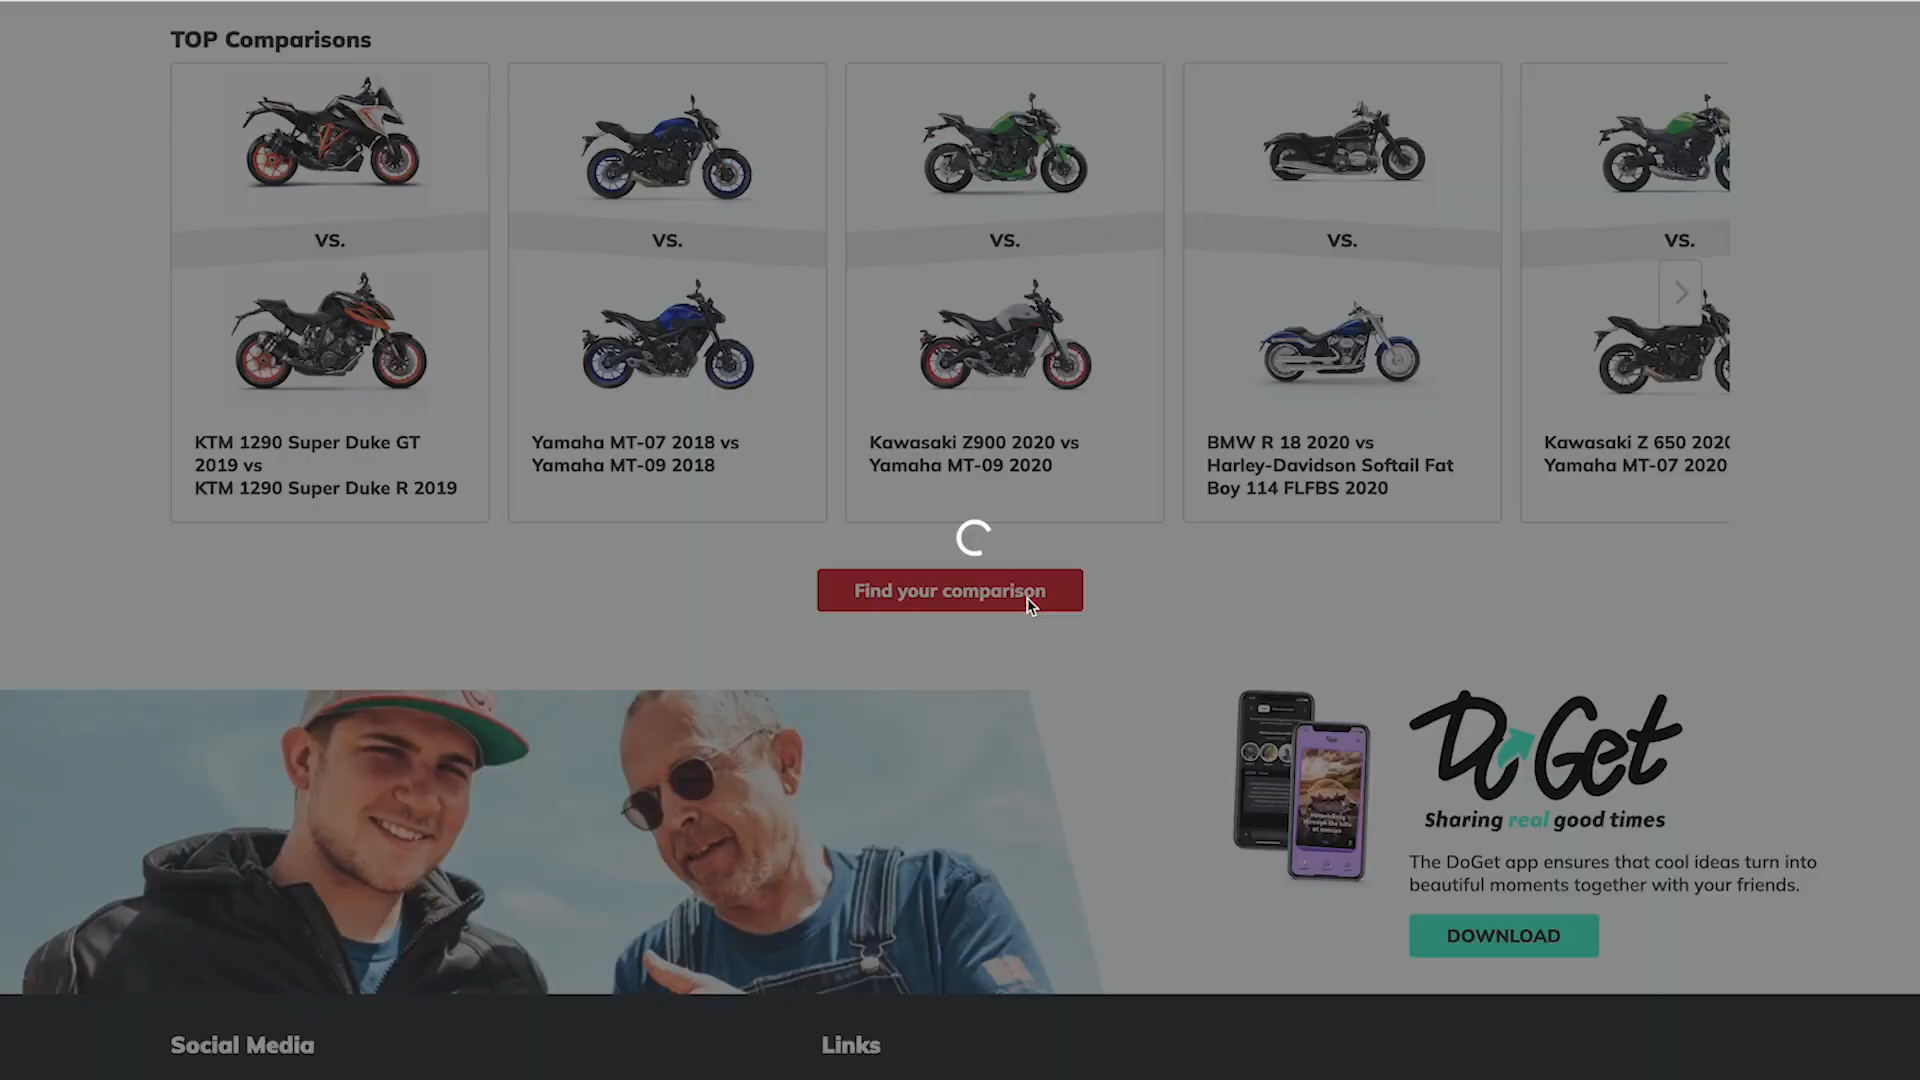 TOP Comparisons
VS.
VS.
VS.
VS.
VS.
KTM 1290 Super Duke GT
2019 vs
KTM 1290 Super Duke R 2019
Yamaha MT-07 2018 vs
Yamaha MT-09 2018
Kawasaki Z900 2020 vs
Yamaha MT-09 2020
BMW R 18 2020 vs
Harley-Davidson Softail Fat
Boy 114 FLFBS 2020
Kawasaki Z 650 2020
Yamaha MT-07 2020
Find your comparison
DoGet
Sharing real good times
The DoGet app ensures that cool ideas turn into
beautiful moments together with your friends.
DOWNLOAD
Social Media
Links